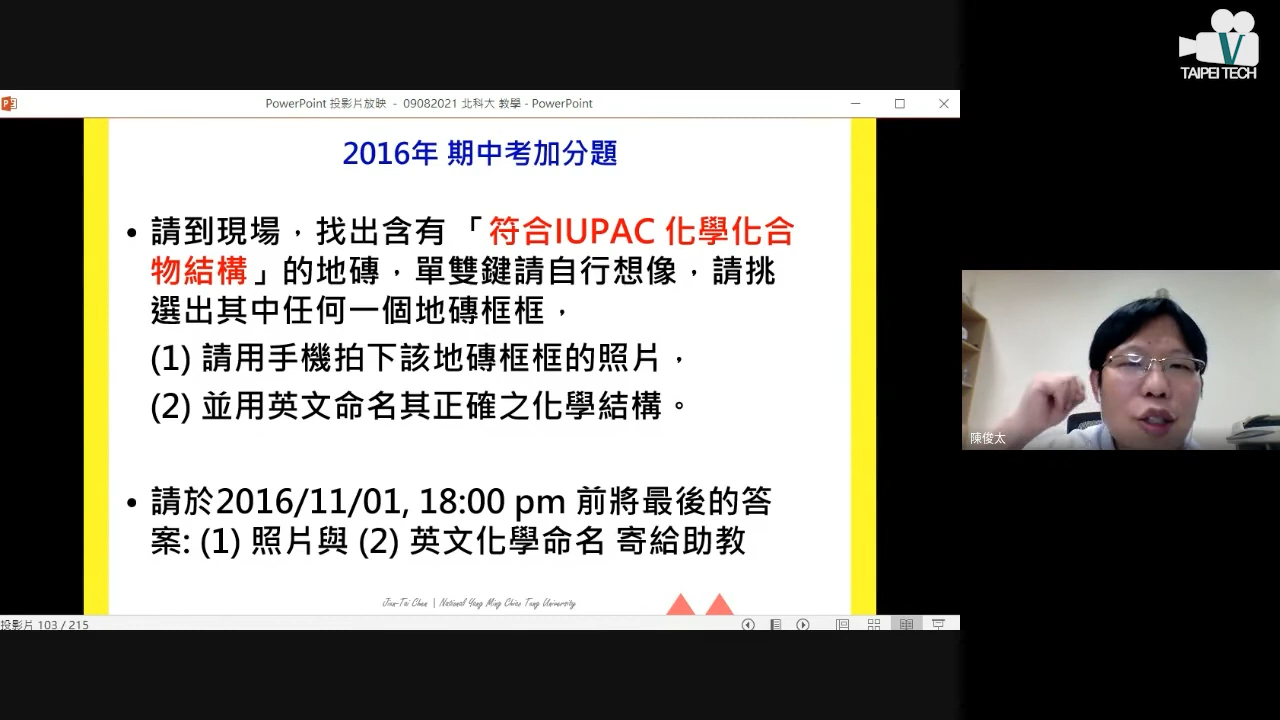 V
TAIPEI TECH
PowerPoint 投影片放映 - 09082021 北科大 教學 - PowerPoint
2016年 期中考加分題
• 請到現場，找出含有「符合IUPAC 化學化合
物結構」的地磚，單雙鍵請自行想像，請挑
選出其中任何一個地磚框框，
(1) 請用手機拍下該地磚框框的照片，
(2) 並用英文命名其正確之化學結構。
• 請於2016/11/01, 18:00 pm 前將最後的答
案: (1) 照片與 (2) 英文化學命名 寄給助教
Jiun-Tai Chen | National Yang Ming Chiao Tung University
投影片 103 / 215
陳俊太